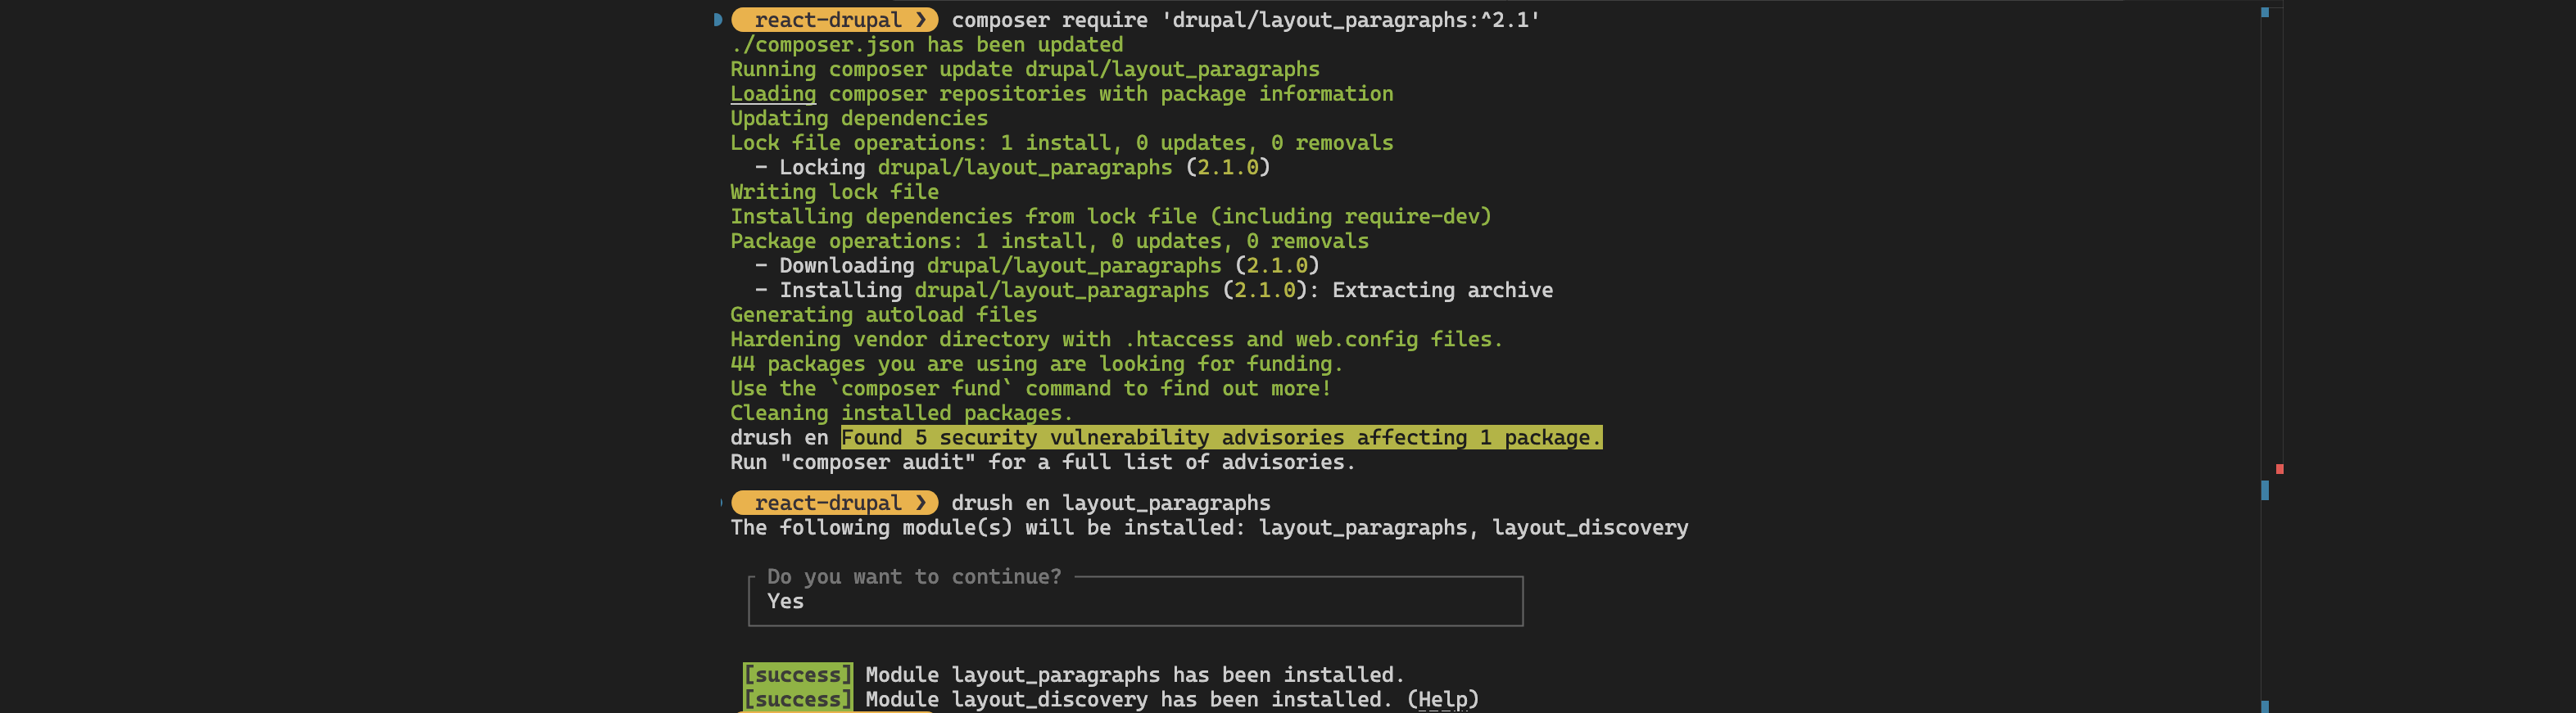 react-drupal ❯ composer require 'drupal/layout_paragraphs:^2.1'
./composer.json has been updated
Running composer update drupal/layout_paragraphs
Loading composer repositories with package information
Updating dependencies
Lock file operations: 1 install, 0 updates, 0 removals
  - Locking drupal/layout_paragraphs (2.1.0)
Writing lock file
Installing dependencies from lock file (including require-dev)
Package operations: 1 install, 0 updates, 0 removals
  - Downloading drupal/layout_paragraphs (2.1.0)
  - Installing drupal/layout_paragraphs (2.1.0): Extracting archive
Generating autoload files
Hardening vendor directory with .htaccess and web.config files.
44 packages you are using are looking for funding.
Use the `composer fund` command to find out more!
Cleaning installed packages.
drush en Found 5 security vulnerability advisories affecting 1 package.
Run "composer audit" for a full list of advisories.
react-drupal ❯ drush en layout_paragraphs
The following module(s) will be installed: layout_paragraphs, layout_discovery
Do you want to continue?
Yes
[success] Module layout_paragraphs has been installed.
[success] Module layout_discovery has been installed. (Help)